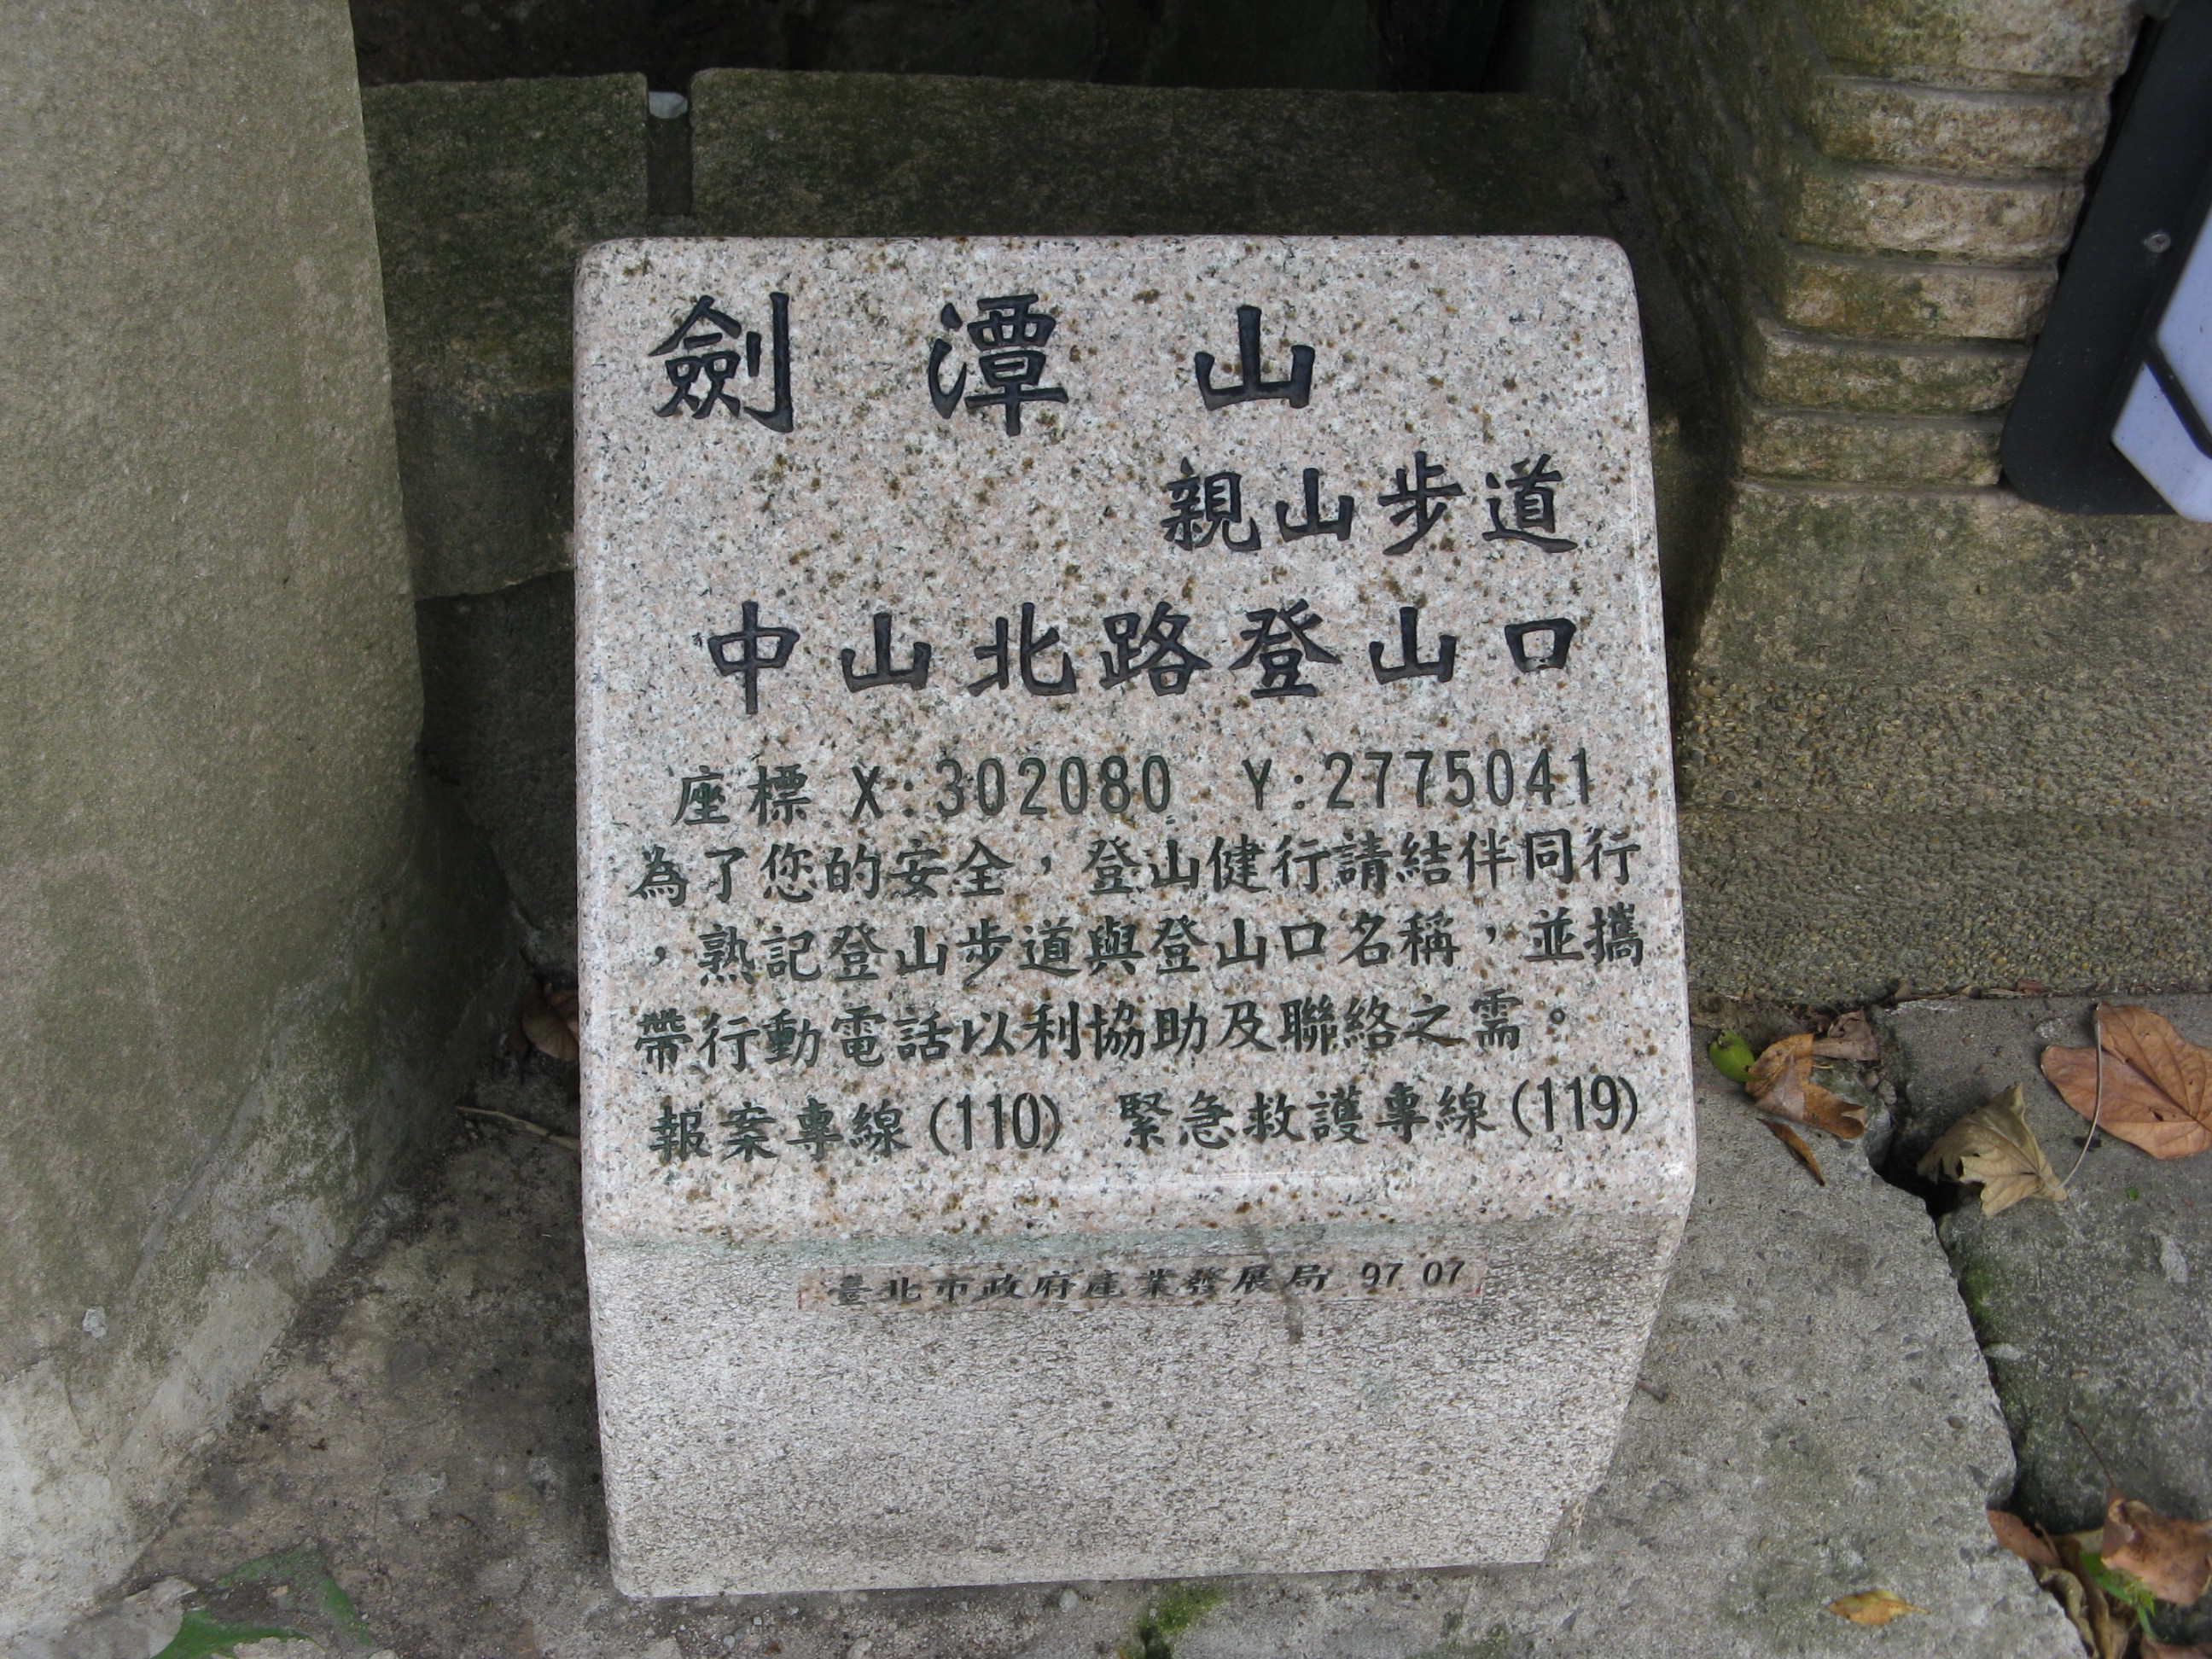 劍潭山
親山步道
中山北路登山口
座標 X:302080 Y:2775041
為了您的安全，登山健行請結伴同行
，熟記登山步道與登山口名稱，並攜
帶行動電話以利協助及聯絡之需。
報案專線(110) 緊急救護專線(119)
臺北市政府產業發展局 97.07